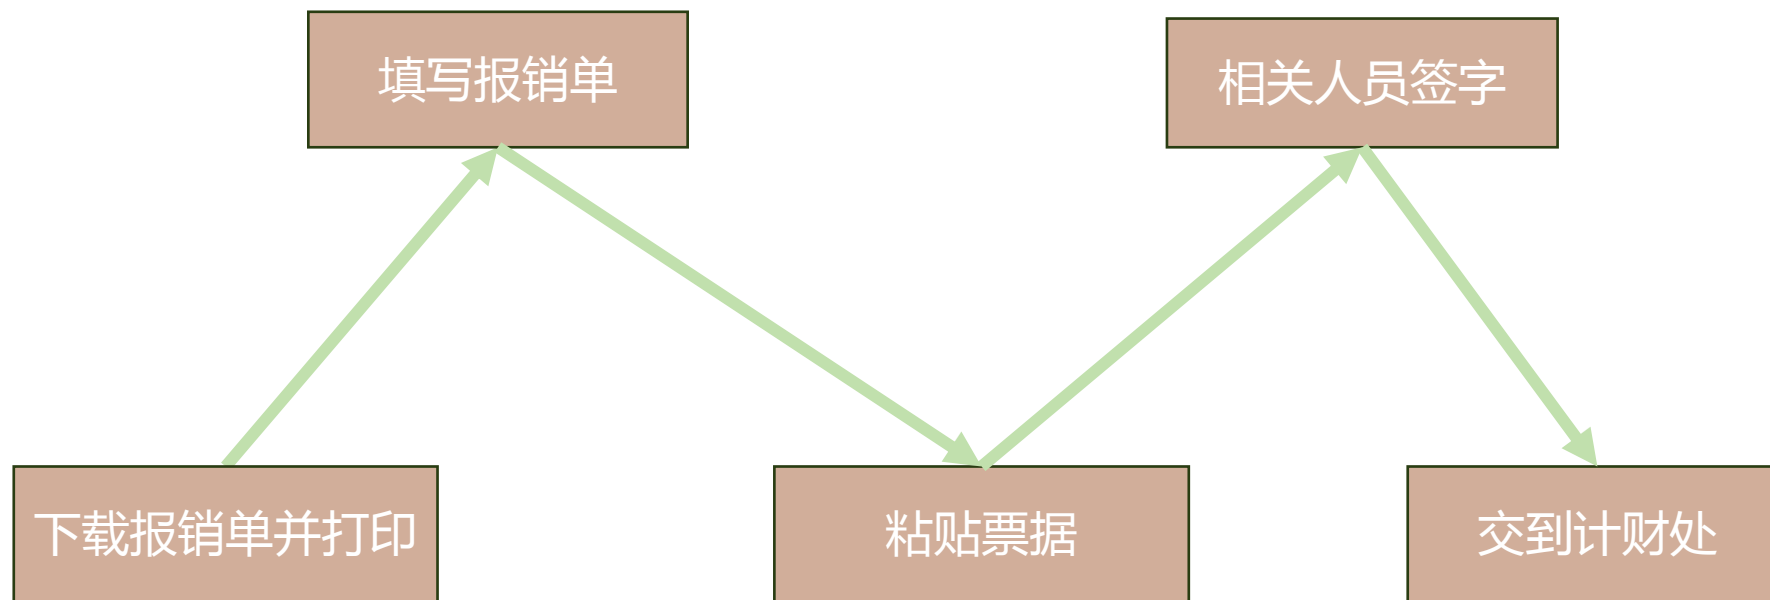 填写报销单
相关人员签字
下载报销单并打印
粘贴票据
交到计财处